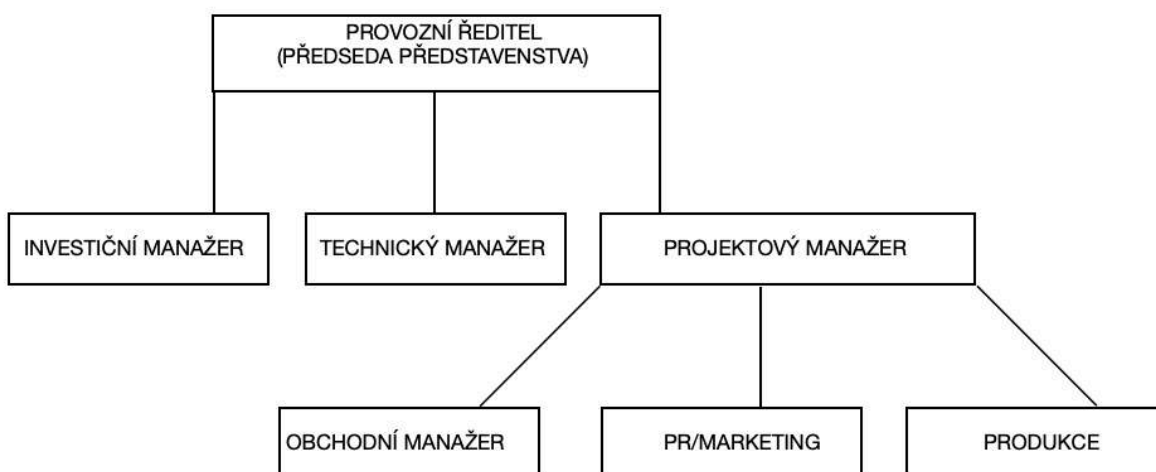 PROVOZNÍ ŘEDITEL
(PŘEDSEDA PŘEDSTAVENSTVA)
INVESTIČNÍ MANAŽER
TECHNICKÝ MANAŽER
PROJEKTOVÝ MANAŽER
OBCHODNÍ MANAŽER
PR/MARKETING
PRODUKCE